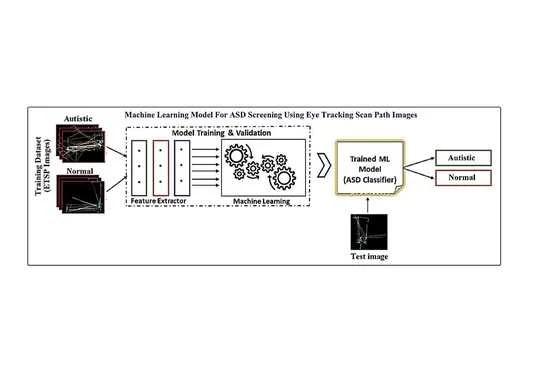 Machine Learning Model For ASD Screening Using Eye Tracking Scan Path Images
Training Dataset
(ETSP Images)
Autistic
Normal
Model Training & Validation
Feature Extractor
Machine Learning
Trained ML
Model
(ASD Classifier)
Test image
Autistic
Normal